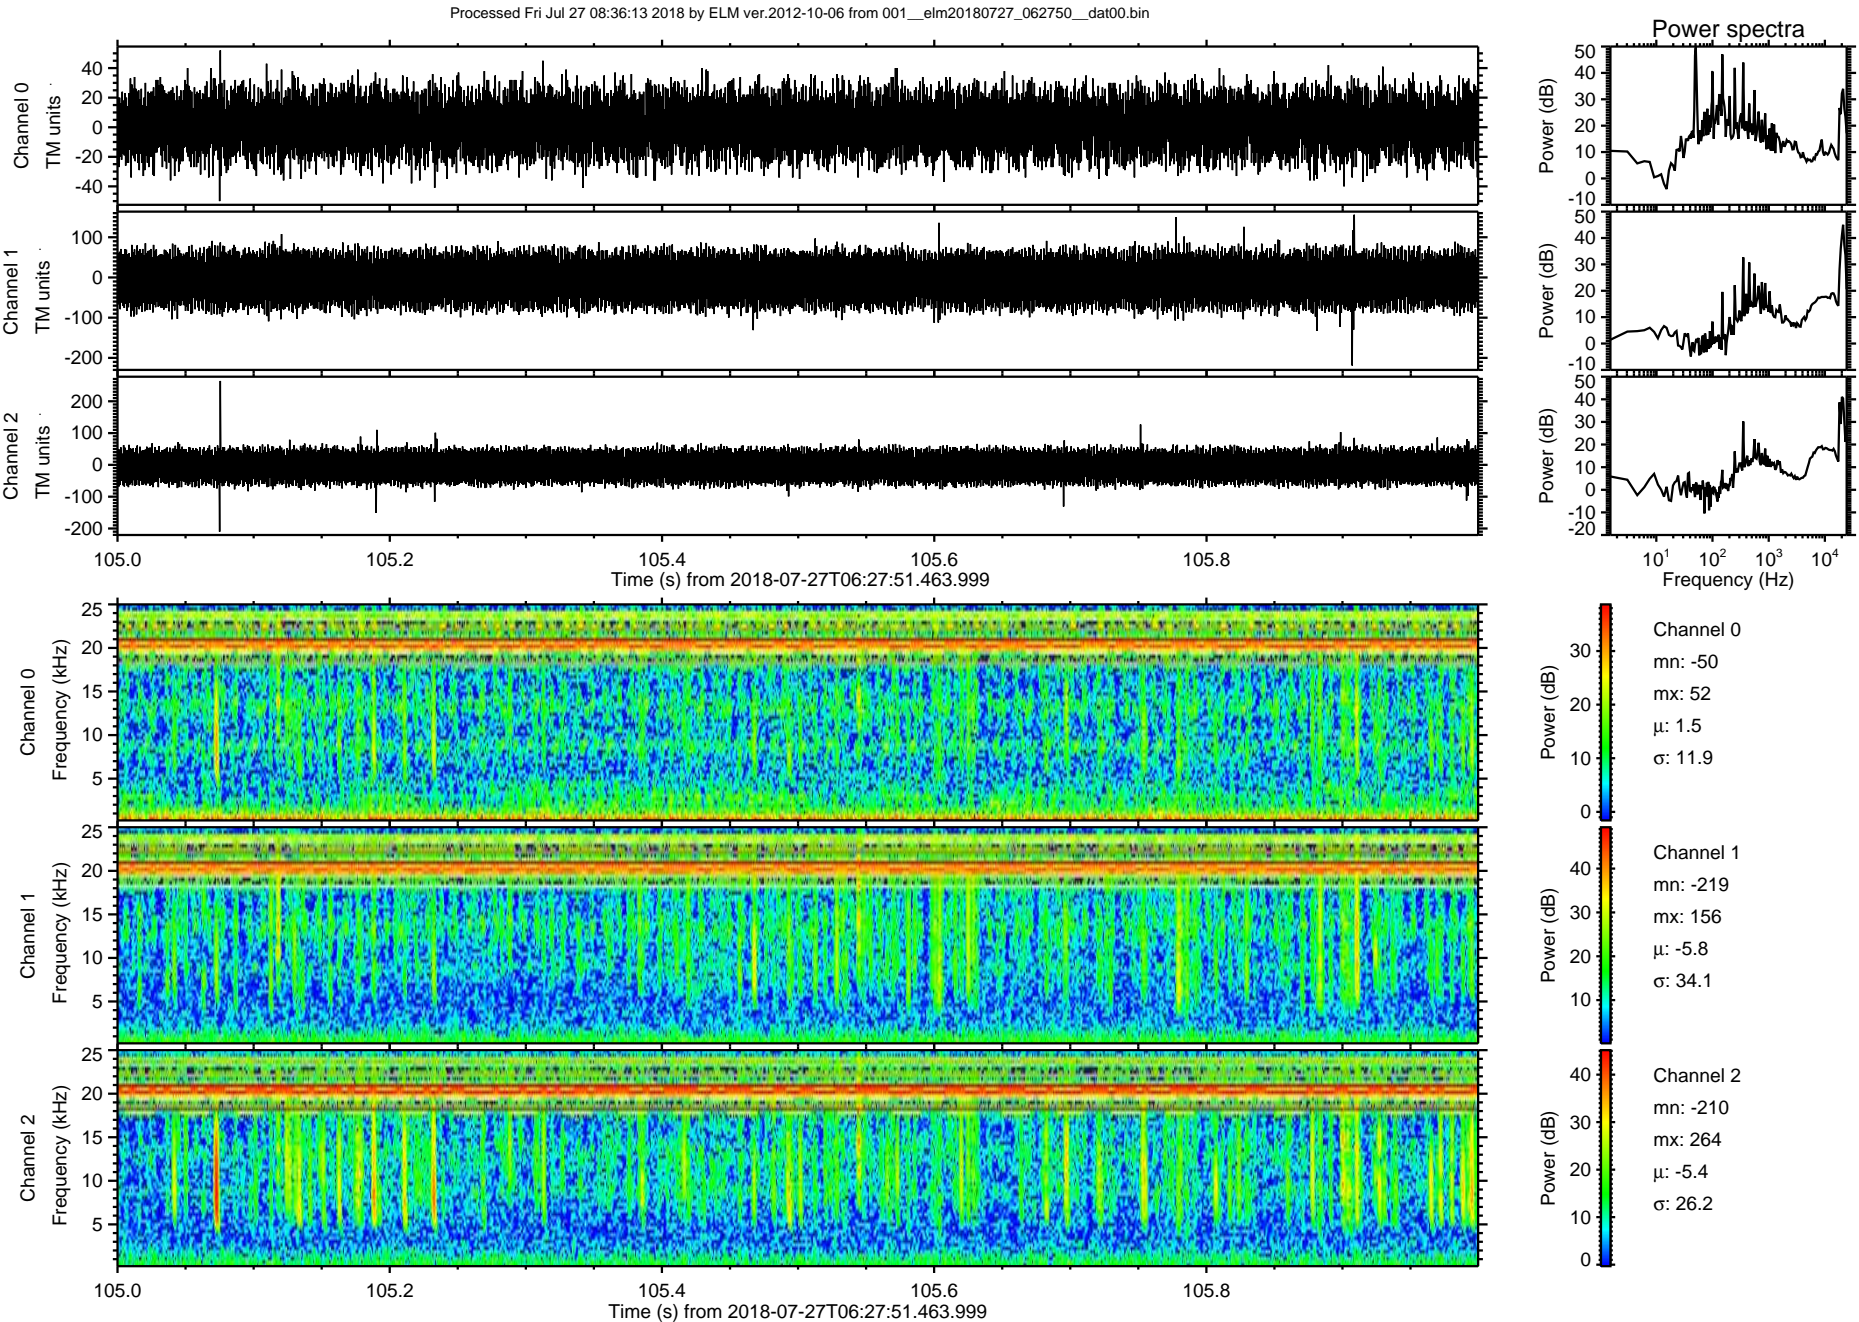 Processed Fri Jul 27 08:36:13 2018 by ELM ver.2012-10-06 from 001__elm20180727_062750__dat00.bin
Power spectra
Channel 0
TM units
40
20
0
-20
-40
Power (dB)
50
40
30
20
10
0
-10
Channel 1
TM units
100
0
-100
-200
Power (dB)
50
40
30
20
10
0
-10
Channel 2
TM units
200
100
0
-100
-200
Power (dB)
50
40
30
20
10
0
-10
-20
105.0 105.2 105.4 105.6 105.8
Time (s) from 2018-07-27T06:27:51.463.999
10¹ 10² 10³ 10⁴
Frequency (Hz)
Channel 0
Frequency (kHz)
25
20
15
10
5
Power (dB)
30
20
10
0
Channel 0
mn: -50
mx: 52
μ: 1.5
σ: 11.9
Channel 1
Frequency (kHz)
25
20
15
10
5
Power (dB)
40
30
20
10
Channel 1
mn: -219
mx: 156
μ: -5.8
σ: 34.1
Channel 2
Frequency (kHz)
25
20
15
10
5
Power (dB)
40
30
20
10
0
Channel 2
mn: -210
mx: 264
μ: -5.4
σ: 26.2
105.0 105.2 105.4 105.6 105.8
Time (s) from 2018-07-27T06:27:51.463.999